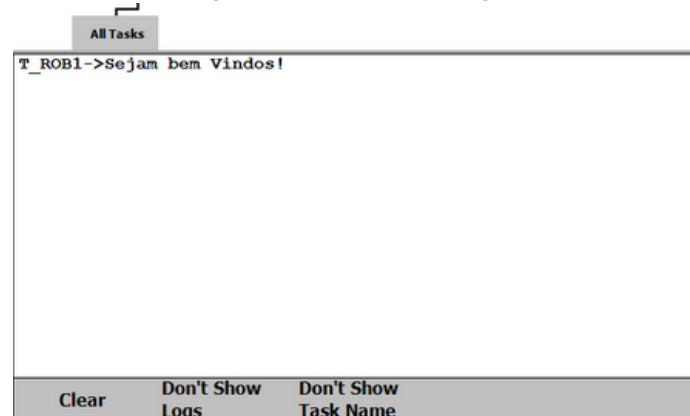 All Tasks
T_ROB1->Sejam bem Vindos!
Clear
Don't Show
Logs
Don't Show
Task Name